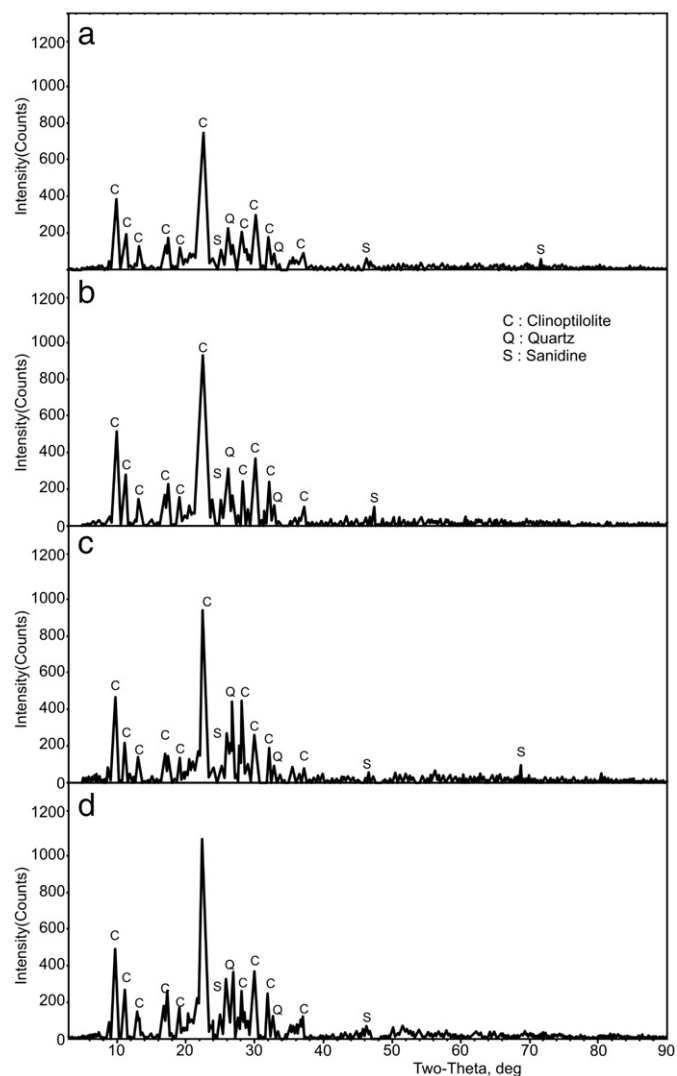 a
1200
1000
800
600
400
200
0
Intensity(Counts)
C
C
C
C
C
C
S
Q
C
C
C
Q
C
S
S
b
1200
1000
800
600
400
200
0
Intensity(Counts)
C : Clinoptilolite
Q : Quartz
S : Sanidine
C
C
C
C
C
C
S
Q
C
C
C
Q
C
S
c
1200
1000
800
600
400
200
0
Intensity(Counts)
C
C
C
C
C
C
S
Q
C
C
C
Q
C
S
S
d
1200
1000
800
600
400
200
0
Intensity(Counts)
C
C
C
C
C
S
Q
C
C
C
Q
C
S
10 20 30 40 50 60 70 80 90
Two-Theta, deg